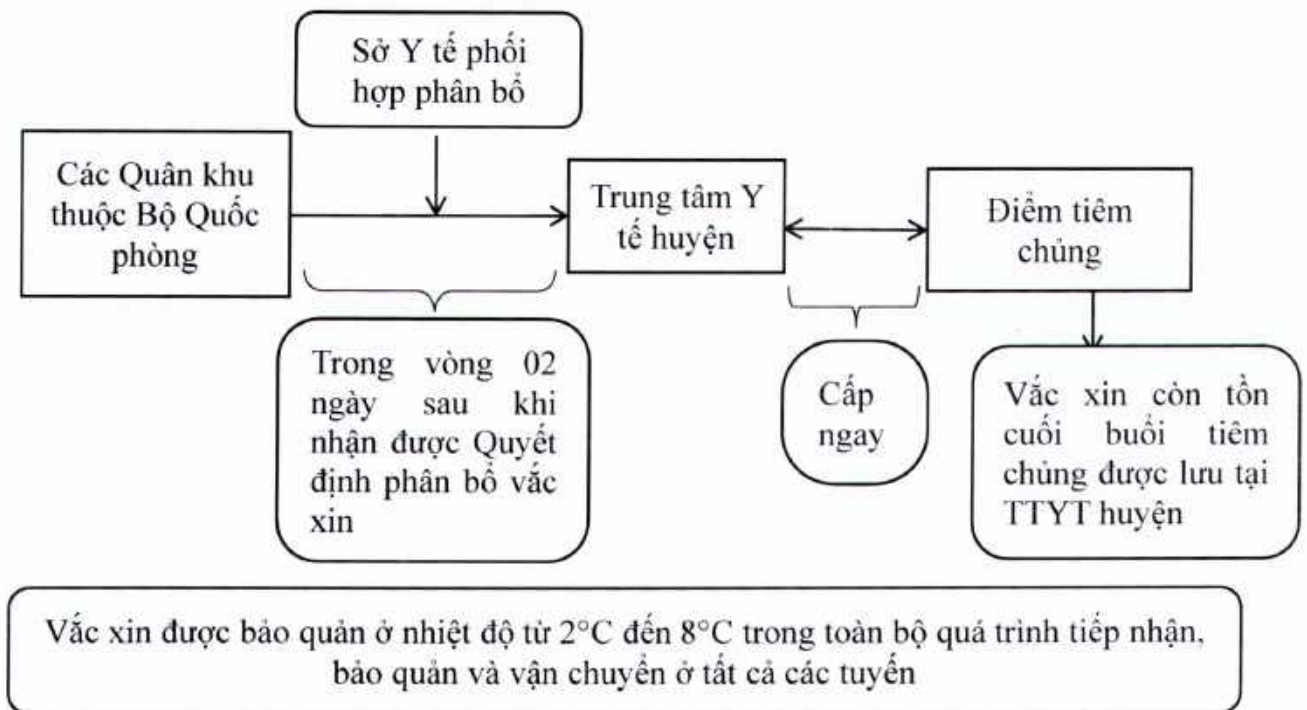 Sở Y tế phối
hợp phân bổ
Các Quân khu
thuộc Bộ Quốc
phòng
Trung tâm Y
tế huyện
Điểm tiêm
chủng
Trong vòng 02
ngày sau khi
nhận được Quyết
định phân bổ vắc
xin
Cấp
ngay
Vắc xin còn tồn
cuối buổi tiêm
chủng được lưu tại
TTYT huyện
Vắc xin được bảo quản ở nhiệt độ từ 2°C đến 8°C trong toàn bộ quá trình tiếp nhận,
bảo quản và vận chuyển ở tất cả các tuyến